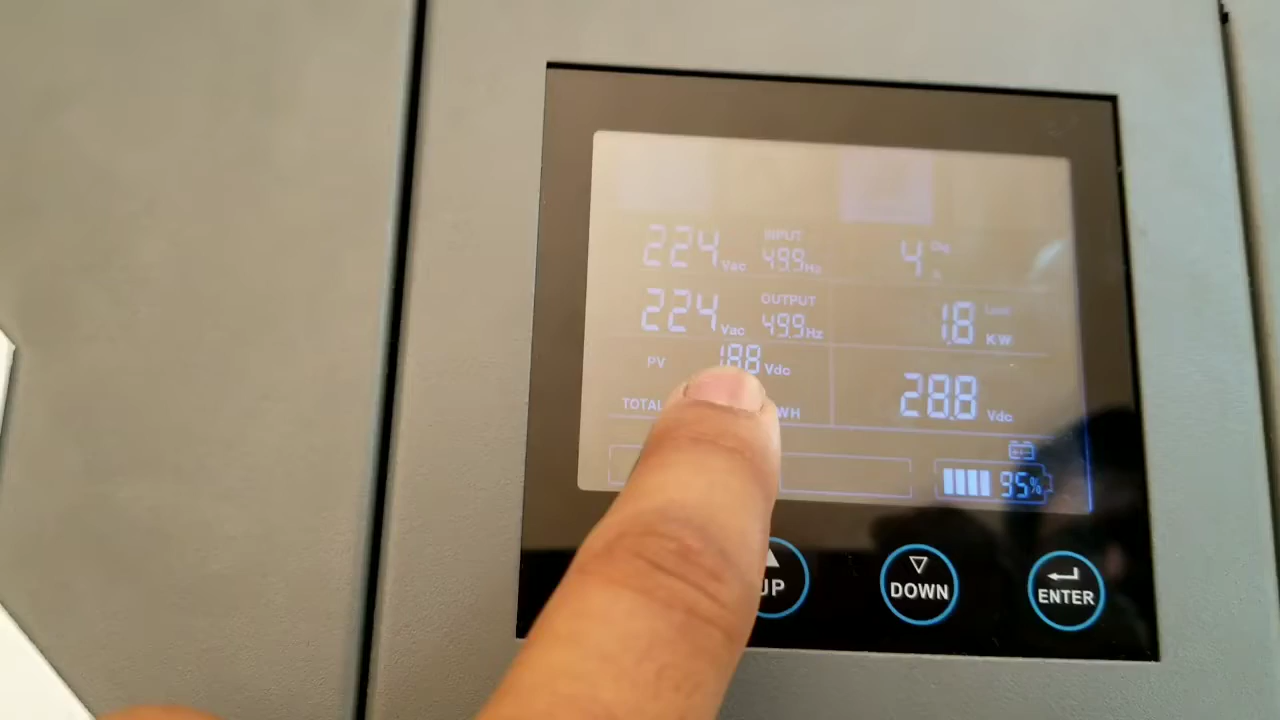 224 Vac INPUT 49.9 Hz 4
224 Vac OUTPUT 49.9 Hz 1.8 KW
PV 188 Vdc
28.8 Vdc
TOTAL WH
95%
UP DOWN ENTER